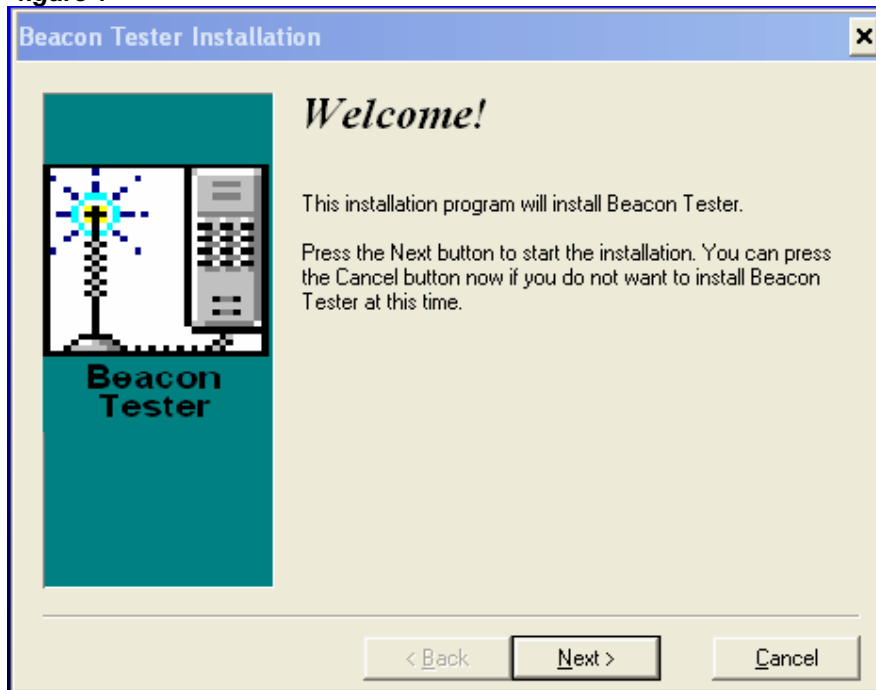 Beacon Tester Installation
Welcome!
This installation program will install Beacon Tester.
Press the Next button to start the installation. You can press
the Cancel button now if you do not want to install Beacon
Tester at this time.
Beacon
Tester
< Back
Next >
Cancel